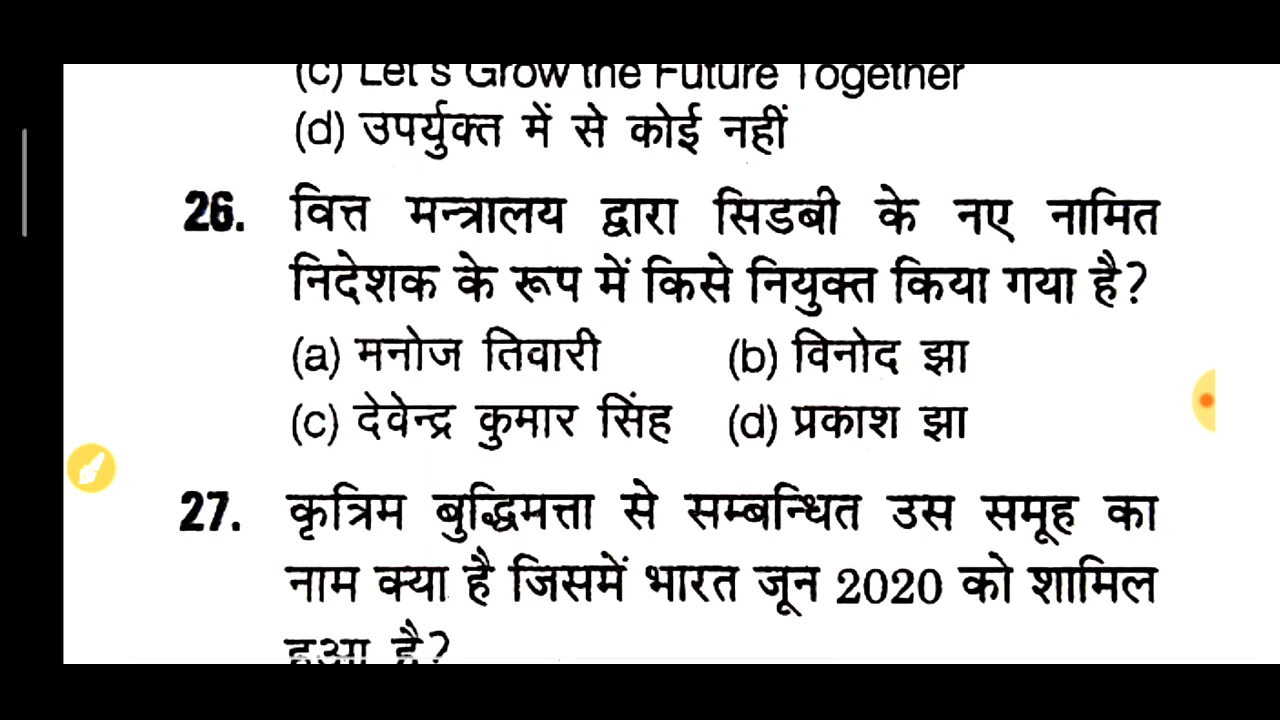 (c) Let's Grow the Future Together
(d) उपर्युक्त में से कोई नहीं
26. वित्त मन्त्रालय द्वारा सिडबी के नए नामित
निदेशक के रूप में किसे नियुक्त किया गया है?
(a) मनोज तिवारी (b) विनोद झा
(c) देवेन्द्र कुमार सिंह (d) प्रकाश झा
27. कृत्रिम बुद्धिमत्ता से सम्बन्धित उस समूह का
नाम क्या है जिसमें भारत जून 2020 को शामिल
हुआ है?